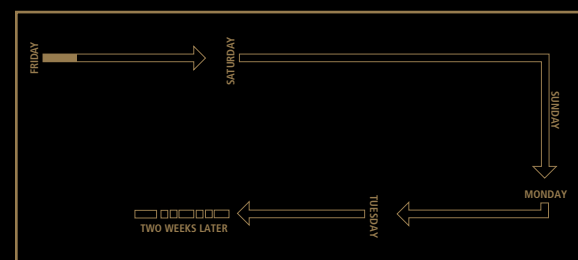 FRIDAY
SATURDAY
SUNDAY
MONDAY
TUESDAY
TWO WEEKS LATER